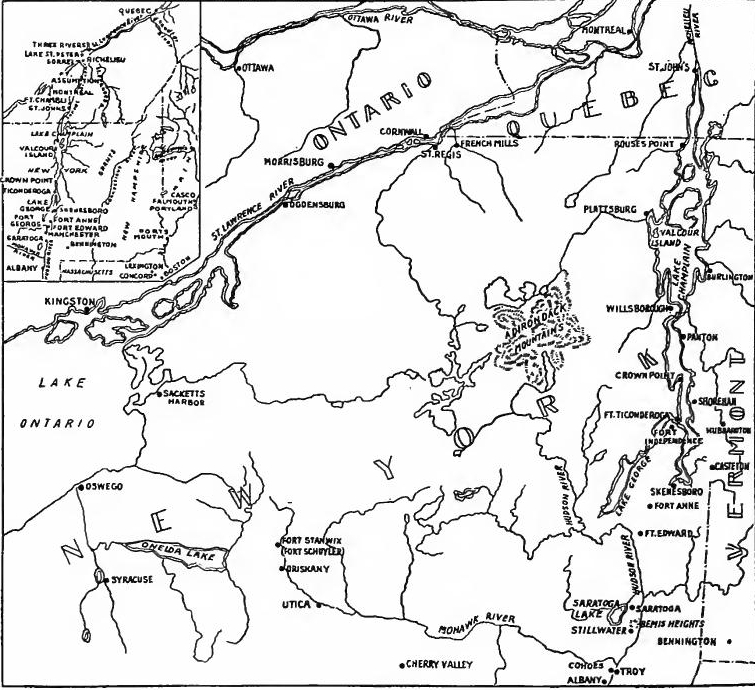 QUEBEC
THREE RIVERS
LAKE ST. PETER
SOREL
RICHELIEU
ASSUMPTION
MONTREAL
FT. CHAMBLI
ST. JOHNS
LAKE CHAMPLAIN
VALCOUR
ISLAND
NEW YORK
CROWN POINT
TICONDEROGA
LAKE
GEORGE
SKENESBORO
FORT
GEORGE
FORT ANNE
FORT EDWARD
MANCHESTER
SARATOGA
BENNINGTON
MOHAWK
RIVER
ALBANY
MASSACHUSETTS
NEW HAMPSHIRE
CASCO
FALMOUTH
PORTLAND
PORTS
MOUTH
LEXINGTON
CONCORD
BOSTON
OTTAWA RIVER
MONTREAL
OTTAWA
ST. JOHN'S
ONTARIO
QUEBEC
CORNWALL
ST. REGIS
FRENCH MILLS
ROUSES POINT
MORRISBURG
ST. LAWRENCE RIVER
OGDENSBURG
PLATTSBURG
VALCOUR
ISLAND
LAKE
CHAMPLAIN
BURLINGTON
KINGSTON
WILLSBOROUGH
ADIRONDACK
MOUNTAINS
PANTON
LAKE
ONTARIO
SACKETTS
HARBOR
CROWN POINT
SHOREHAM
FT. TICONDEROGA
HUBBARDTON
FORT
INDEPENDENCE
CASTLETON
VERMONT
NEW YORK
LAKE GEORGE
HUDSON RIVER
SKENESBORO
FORT ANNE
OSWEGO
ONEIDA LAKE
FORT STANWIX
(FORT SCHUYLER)
ORISKANY
FT. EDWARD
HUDSON RIVER
SYRACUSE
UTICA
SARATOGA
LAKE
SARATOGA
BEMIS HEIGHTS
STILLWATER
MOHAWK RIVER
BENNINGTON
CHERRY VALLEY
COHOES
TROY
ALBANY